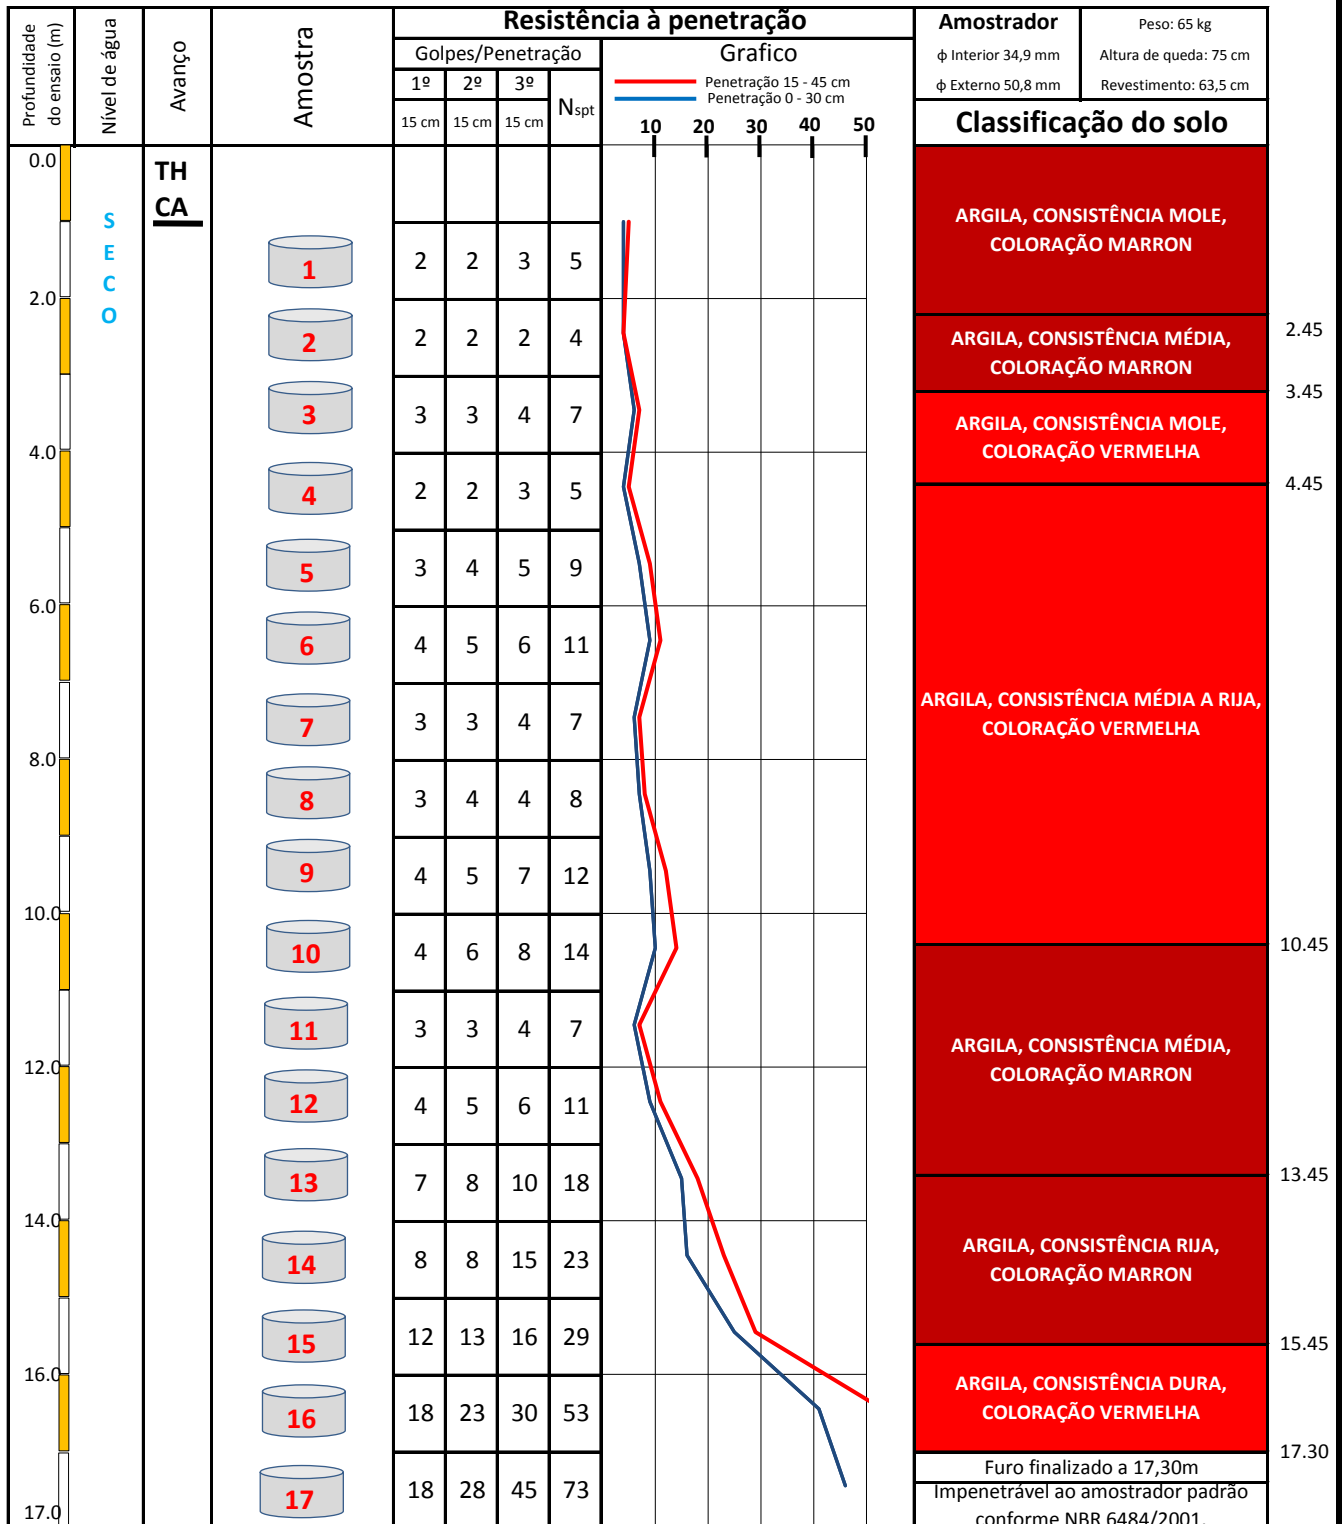 Profundidade do ensaio (m)
Nível de água
Avanço
Amostra
Resistência à penetração
Golpes/Penetração
1º 2º 3º Nspt
15 cm 15 cm 15 cm
Grafico
Penetração 15 - 45 cm
Penetração 0 - 30 cm
10 20 30 40 50
Amostrador
ϕ Interior 34,9 mm
ϕ Externo 50,8 mm
Peso: 65 kg
Altura de queda: 75 cm
Revestimento: 63,5 cm
Classificação do solo
0.0
TH
CA
S
E
C
O
ARGILA, CONSISTÊNCIA MOLE,
COLORAÇÃO MARRON
1 2 2 3 5
2.0
2.45
2 2 2 2 4
ARGILA, CONSISTÊNCIA MÉDIA,
COLORAÇÃO MARRON
3.45
3 3 3 4 7
ARGILA, CONSISTÊNCIA MOLE,
COLORAÇÃO VERMELHA
4.0
4.45
4 2 2 3 5
5 3 4 5 9
6.0
6 4 5 6 11
7 3 3 4 7
ARGILA, CONSISTÊNCIA MÉDIA A RIJA,
COLORAÇÃO VERMELHA
8.0
8 3 4 4 8
9 4 5 7 12
10.0
10.45
10 4 6 8 14
11 3 3 4 7
ARGILA, CONSISTÊNCIA MÉDIA,
COLORAÇÃO MARRON
12.0
12 4 5 6 11
13.45
13 7 8 10 18
14.0
14 8 8 15 23
ARGILA, CONSISTÊNCIA RIJA,
COLORAÇÃO MARRON
15 12 13 16 29
15.45
16.0
16 18 23 30 53
ARGILA, CONSISTÊNCIA DURA,
COLORAÇÃO VERMELHA
17.30
Furo finalizado a 17,30m
17 18 28 45 73
Impenetrável ao amostrador padrão
conforme NBR 6484/2001.
17.0